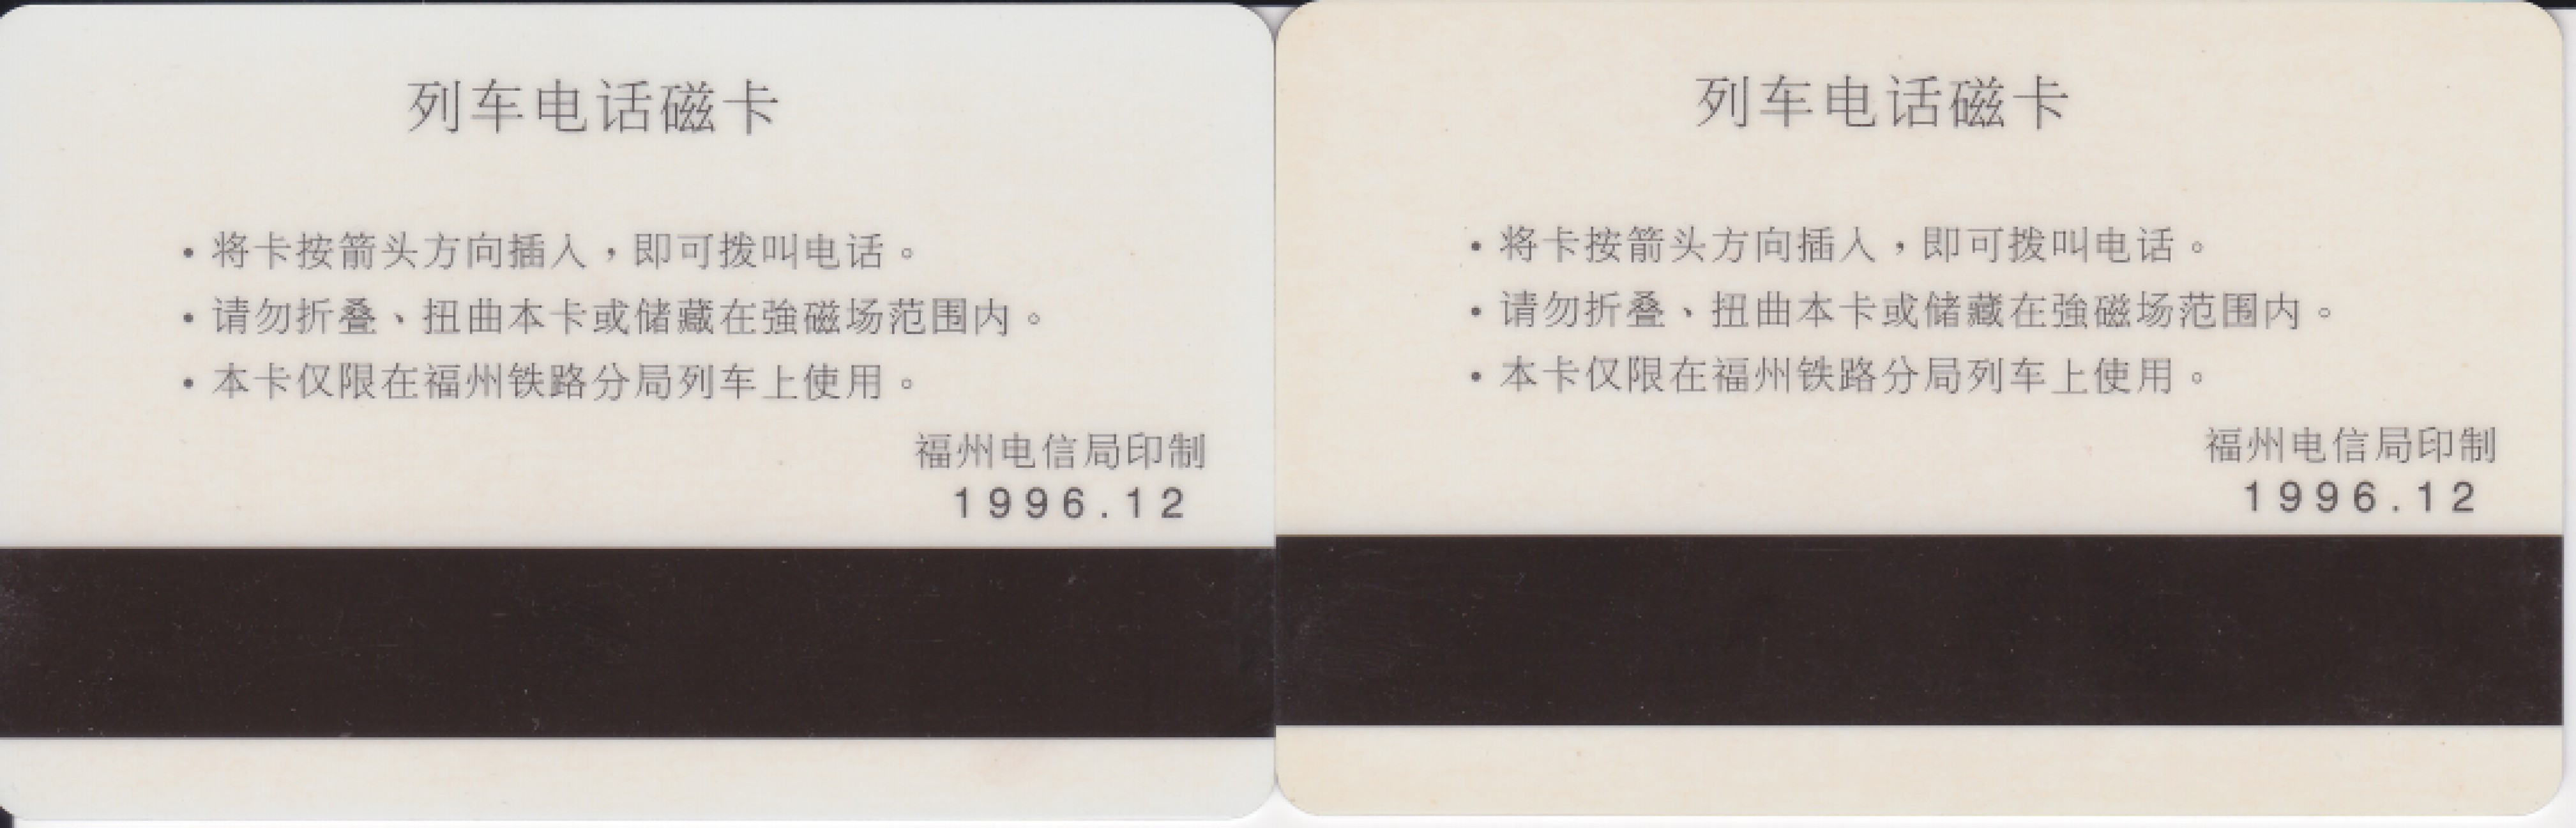 列车电话磁卡
• 将卡按箭头方向插入，即可拨叫电话。
• 请勿折叠、扭曲本卡或储藏在強磁场范围内。
• 本卡仅限在福州铁路分局列车上使用。
福州电信局印制
1996.12
列车电话磁卡
• 将卡按箭头方向插入，即可拨叫电话。
• 请勿折叠、扭曲本卡或储藏在強磁场范围内。
• 本卡仅限在福州铁路分局列车上使用。
福州电信局印制
1996.12